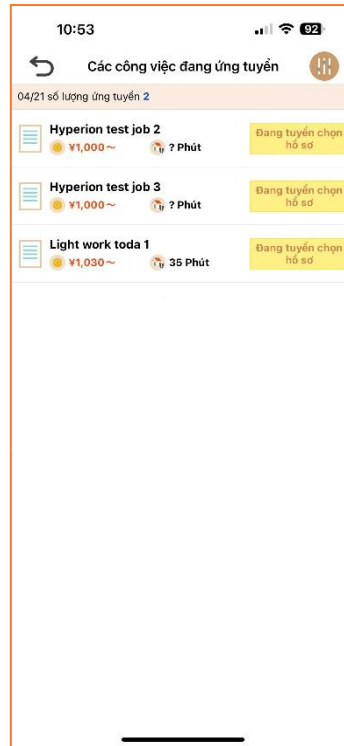 10:53
92
Các công việc đang ứng tuyển
04/21 số lượng ứng tuyển 2
Hyperion test job 2
¥1,000～ ? Phút
Đang tuyển chọn
hồ sơ
Hyperion test job 3
¥1,000～ ? Phút
Đang tuyển chọn
hồ sơ
Light work toda 1
¥1,030～ 35 Phút
Đang tuyển chọn
hồ sơ